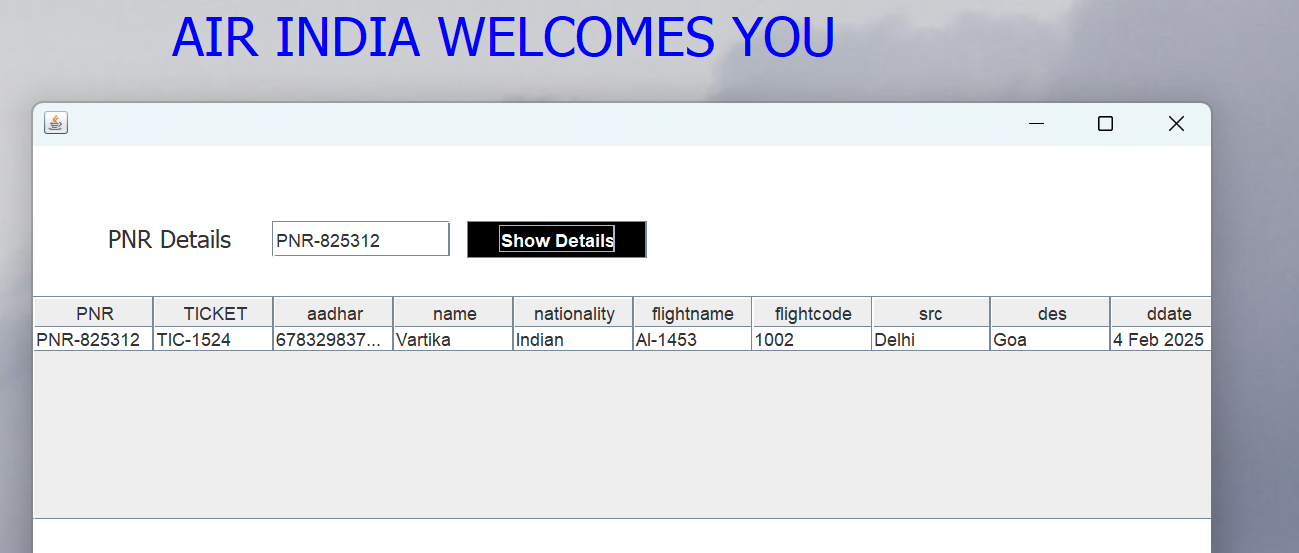 AIR INDIA WELCOMES YOU
PNR Details PNR-825312 Show Details
PNR TICKET aadhar name nationality flightname flightcode src des ddate
PNR-825312 TIC-1524 678329837... Vartika Indian AI-1453 1002 Delhi Goa 4 Feb 2025